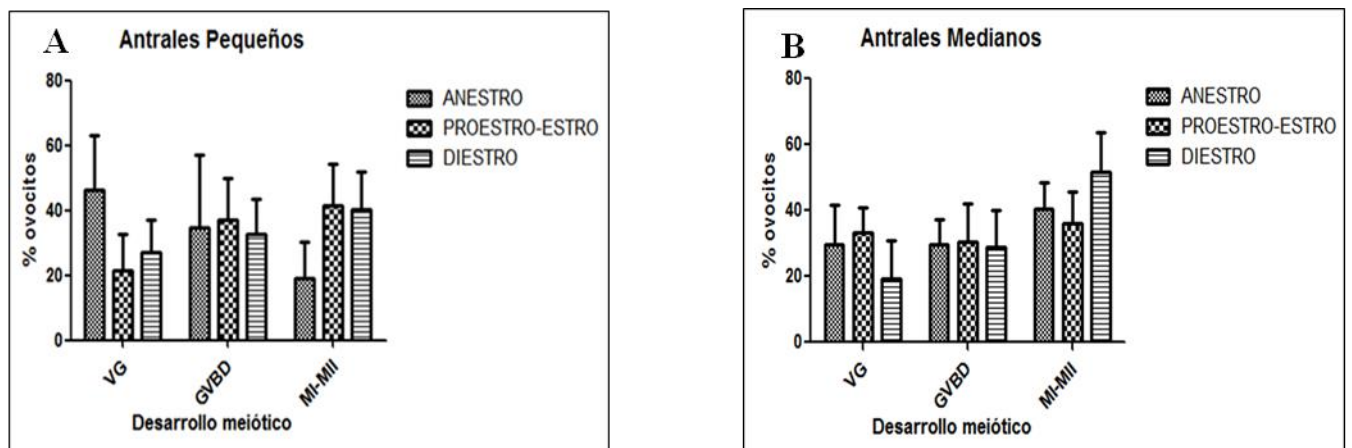 A
Antrales Pequeños
80
60
40
20
0
% ovocitos
ANESTRO
PROESTRO-ESTRO
DIESTRO
VG
GVBD
MI-MII
Desarrollo meiótico
B
Antrales Medianos
80
60
40
20
0
% ovocitos
ANESTRO
PROESTRO-ESTRO
DIESTRO
VG
GVBD
MI-MII
Desarrollo meiótico